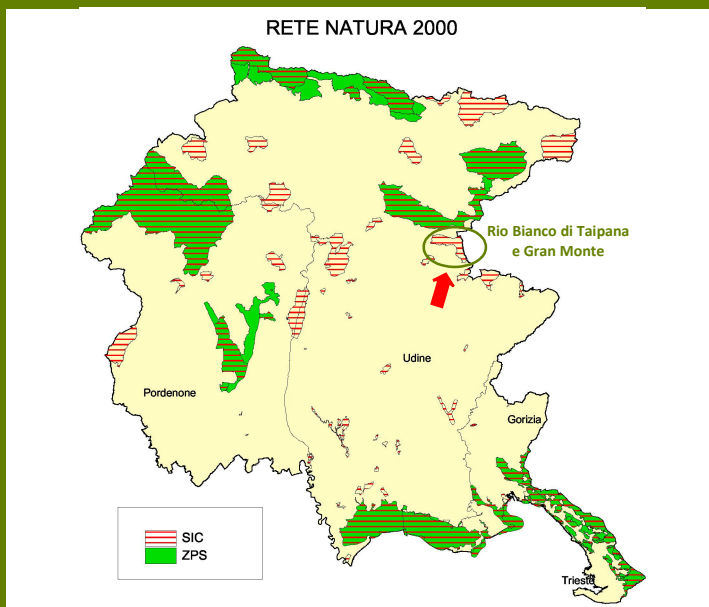 RETE NATURA 2000
Rio Bianco di Taipana
e Gran Monte
Udine
Pordenone
Gorizia
SIC
ZPS
Trieste